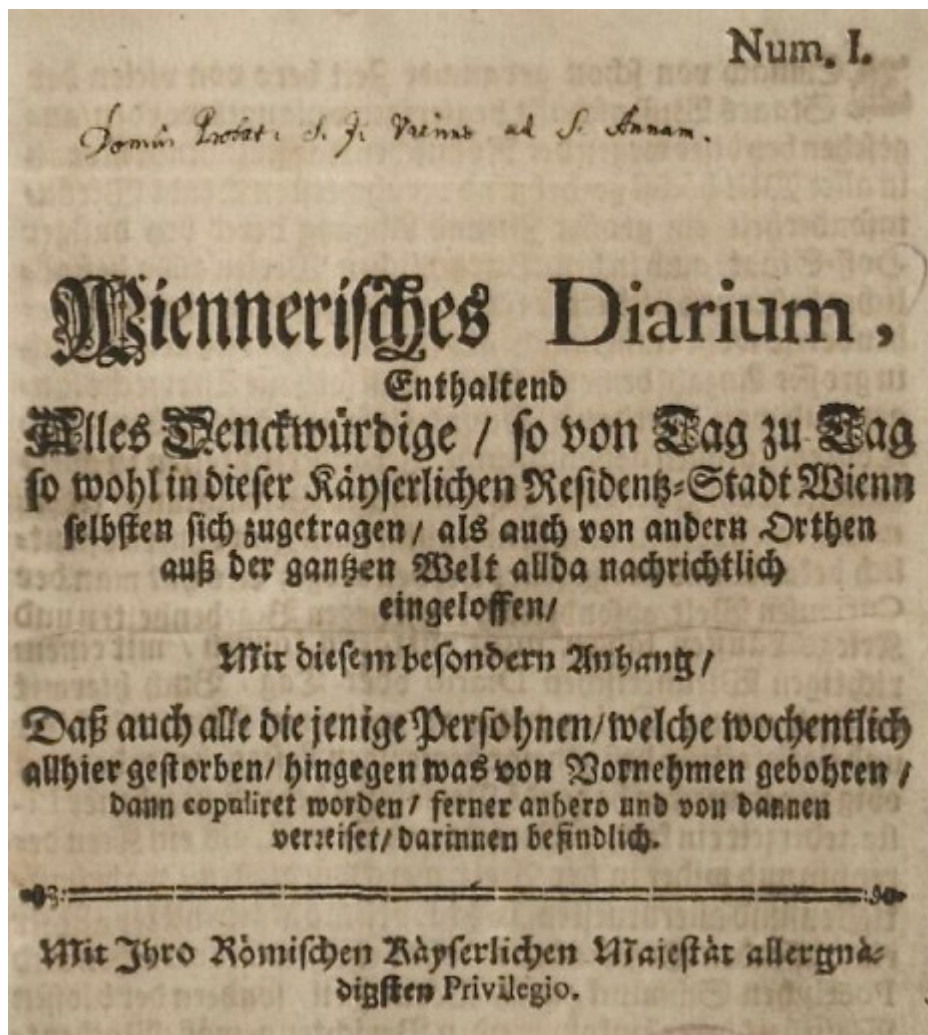 Num. I.
Domûs Probat: S. J. Viennæ ad S. Annam.
Wiennerisches Diarium,
Enthaltend
Alles Denckwürdige / so von Tag zu Tag
so wohl in dieser Käyserlichen Residentz-Stadt Wienn
selbsten sich zugetragen / als auch von andern Orthen
auß der gantzen Welt allda nachrichtlich
eingeloffen /
Mit diesem besondern Anhang /
Daß auch alle die jenige Persohnen / welche wochentlich
allhier gestorben / hingegen was von Vornehmen gebohren /
dann copuliret worden / ferner anhero und von dannen
verreiset / darinnen befindlich.
Mit Ihro Römischen Käyserlichen Majestät allergnä-
digsten Privilegio.